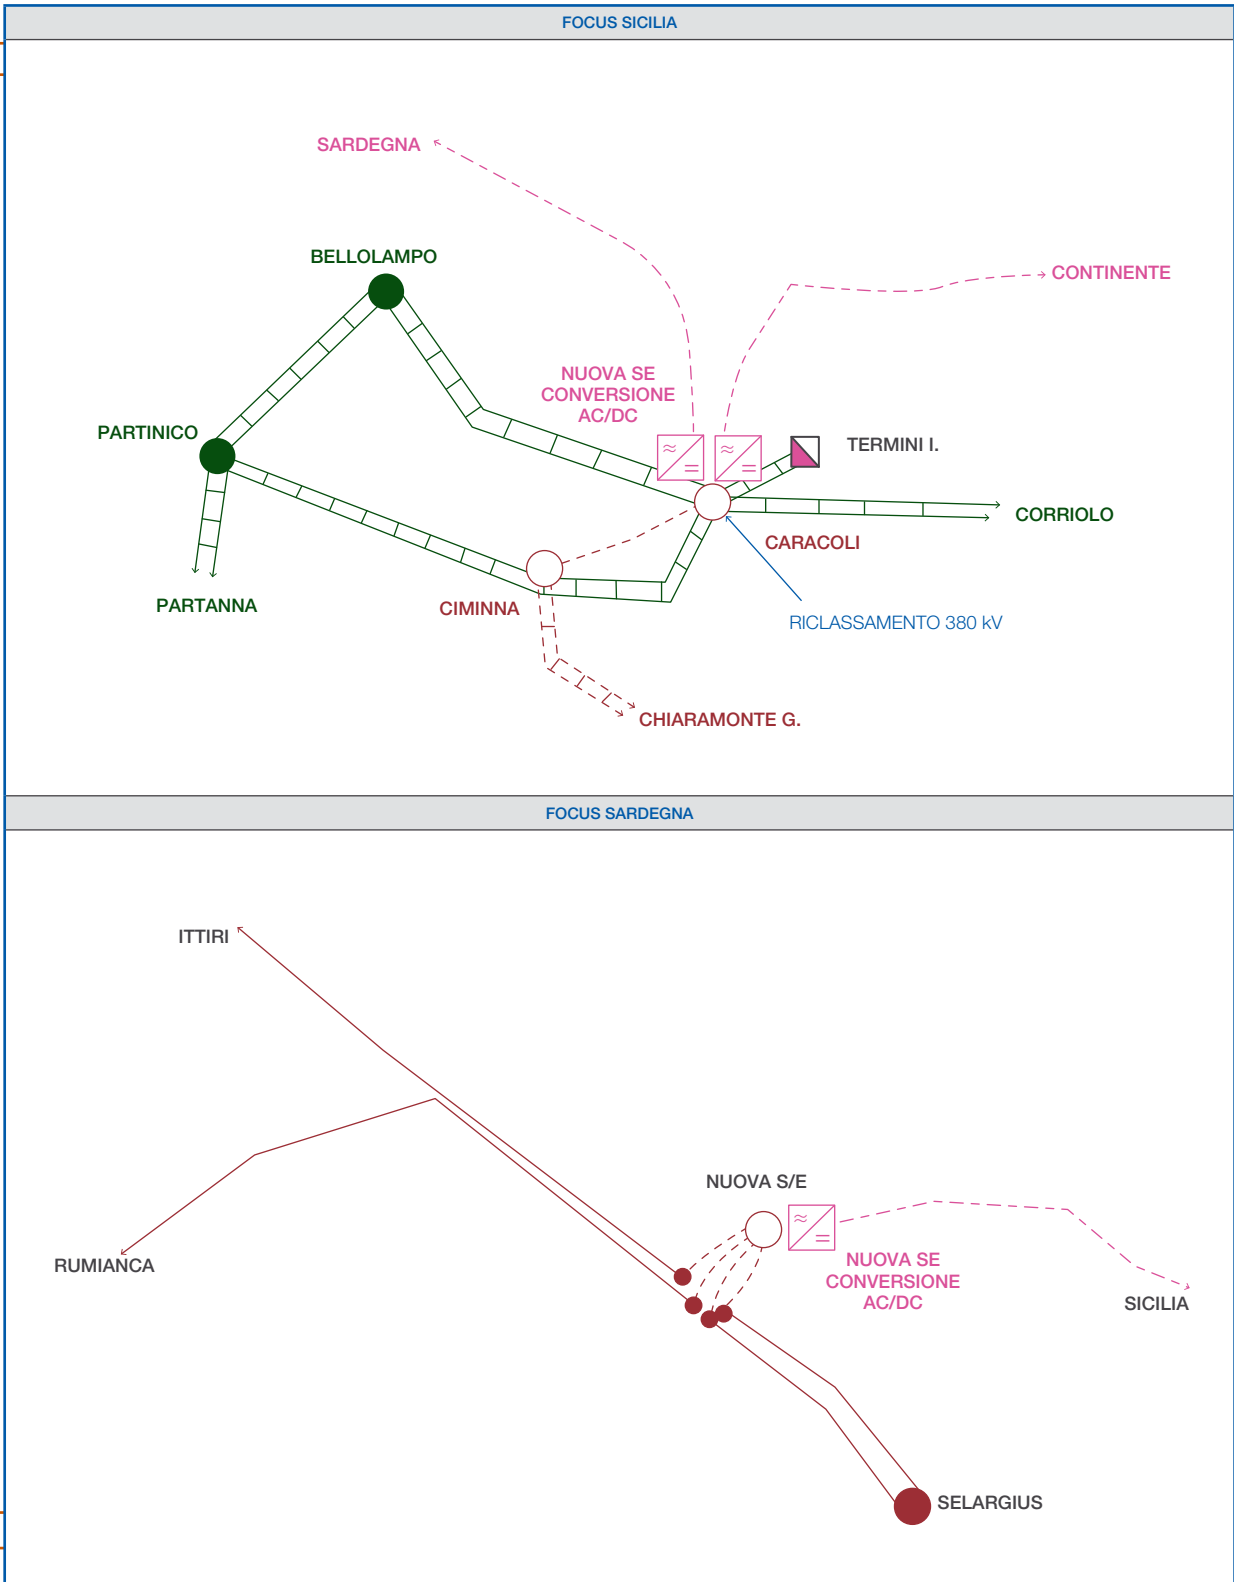 FOCUS SICILIA
SARDEGNA
BELLOLAMPO
CONTINENTE
NUOVA SE
CONVERSIONE
AC/DC
PARTINICO
TERMINI I.
CORRIOLO
CARACOLI
PARTANNA
CIMINNA
RICLASSAMENTO 380 kV
CHIARAMONTE G.
FOCUS SARDEGNA
ITTIRI
NUOVA S/E
RUMIANCA
NUOVA SE
CONVERSIONE
AC/DC
SICILIA
SELARGIUS